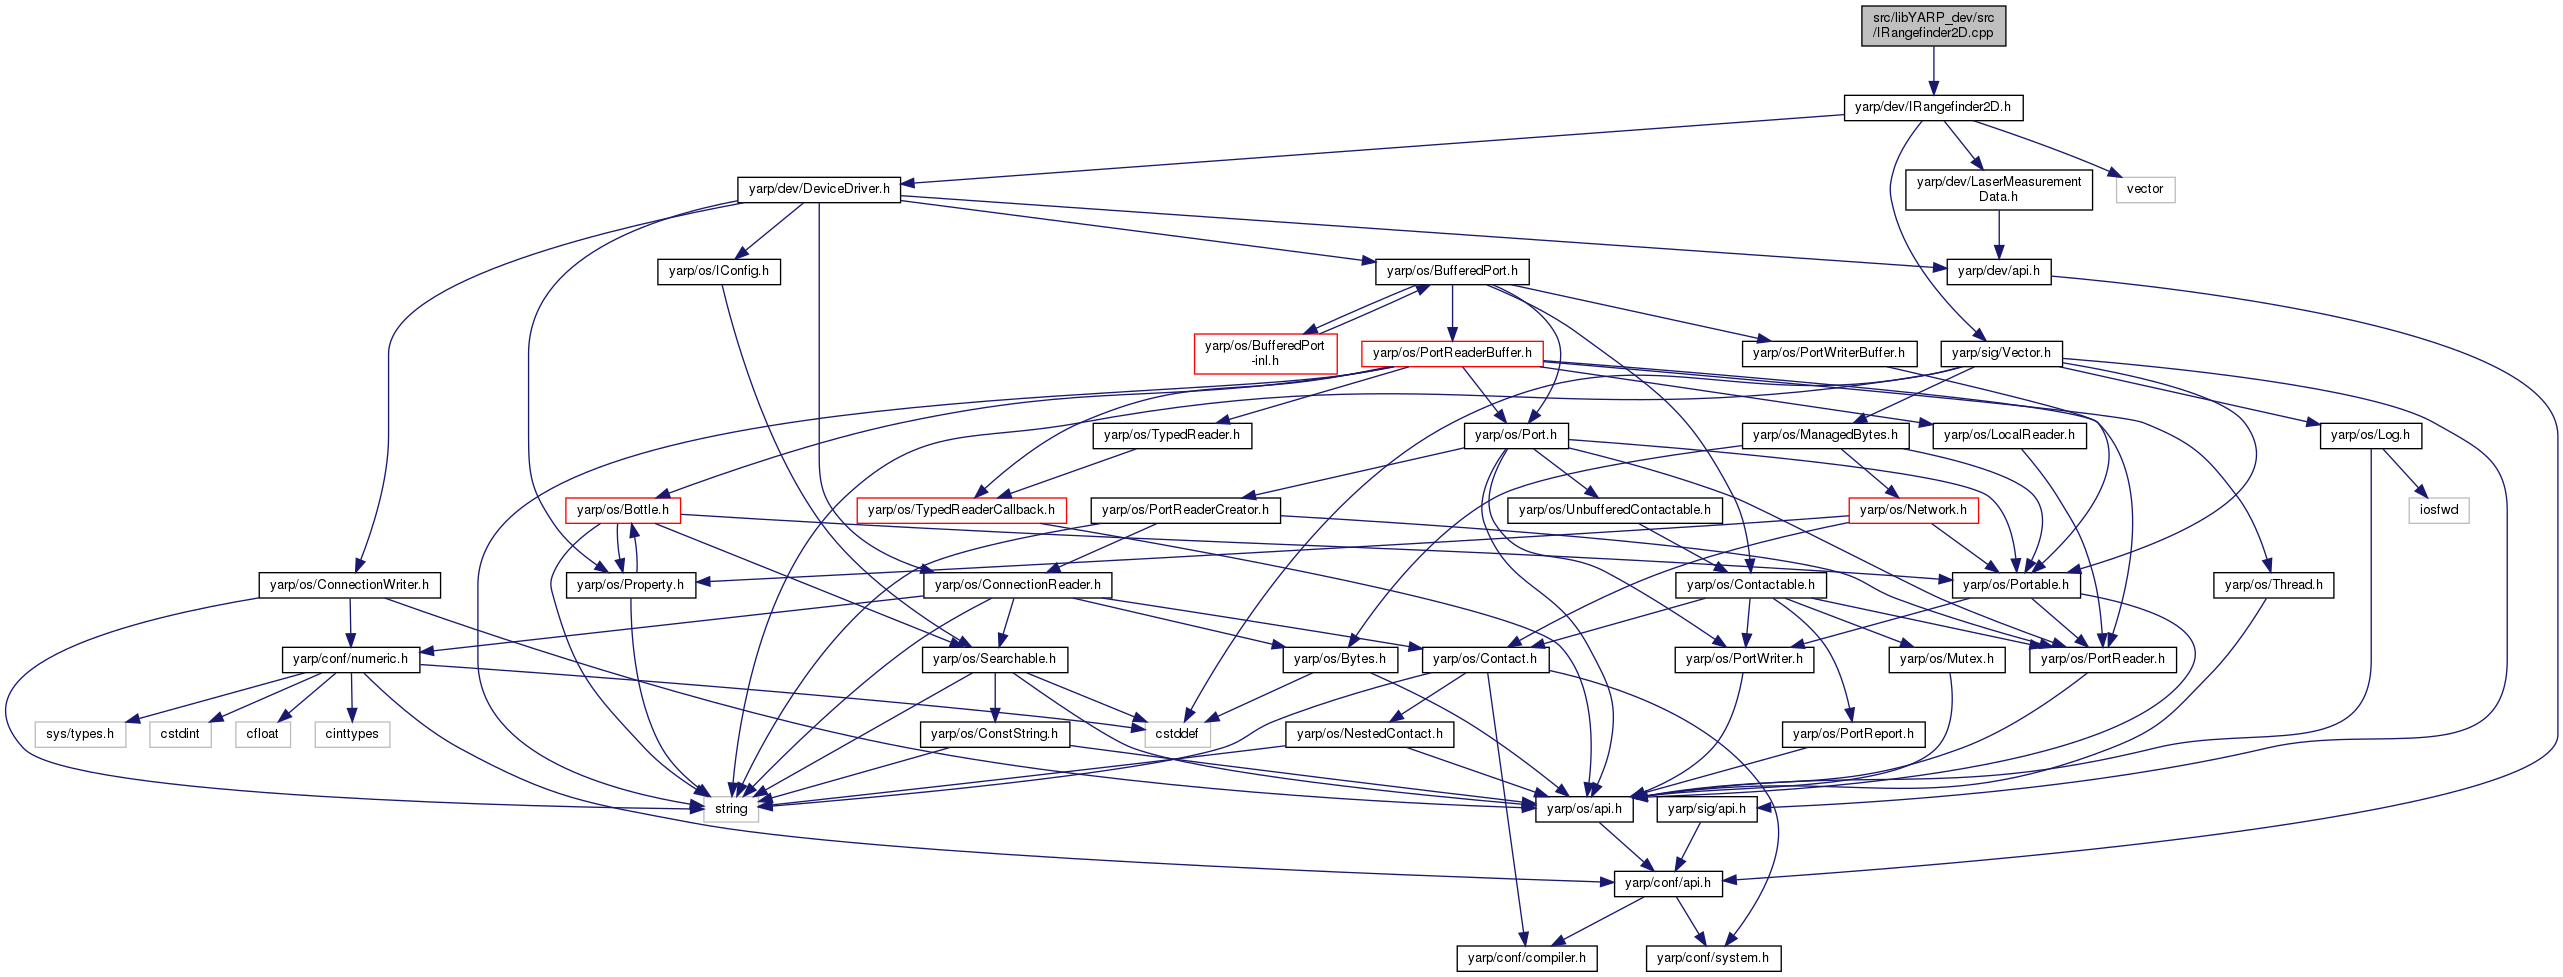 src/libYARP_dev/src
/IRangefinder2D.cpp
yarp/dev/IRangefinder2D.h
yarp/dev/DeviceDriver.h
yarp/dev/LaserMeasurement
Data.h
vector
yarp/os/IConfig.h
yarp/os/BufferedPort.h
yarp/dev/api.h
yarp/os/BufferedPort
-inl.h
yarp/os/PortReaderBuffer.h
yarp/os/PortWriterBuffer.h
yarp/sig/Vector.h
yarp/os/TypedReader.h
yarp/os/Port.h
yarp/os/ManagedBytes.h
yarp/os/LocalReader.h
yarp/os/Log.h
yarp/os/Bottle.h
yarp/os/TypedReaderCallback.h
yarp/os/PortReaderCreator.h
yarp/os/UnbufferedContactable.h
yarp/os/Network.h
iosfwd
yarp/os/ConnectionWriter.h
yarp/os/Property.h
yarp/os/ConnectionReader.h
yarp/os/Contactable.h
yarp/os/Portable.h
yarp/os/Thread.h
yarp/conf/numeric.h
yarp/os/Searchable.h
yarp/os/Bytes.h
yarp/os/Contact.h
yarp/os/PortWriter.h
yarp/os/Mutex.h
yarp/os/PortReader.h
sys/types.h
cstdint
cfloat
cinttypes
yarp/os/ConstString.h
cstddef
yarp/os/NestedContact.h
yarp/os/PortReport.h
string
yarp/os/api.h
yarp/sig/api.h
yarp/conf/api.h
yarp/conf/compiler.h
yarp/conf/system.h